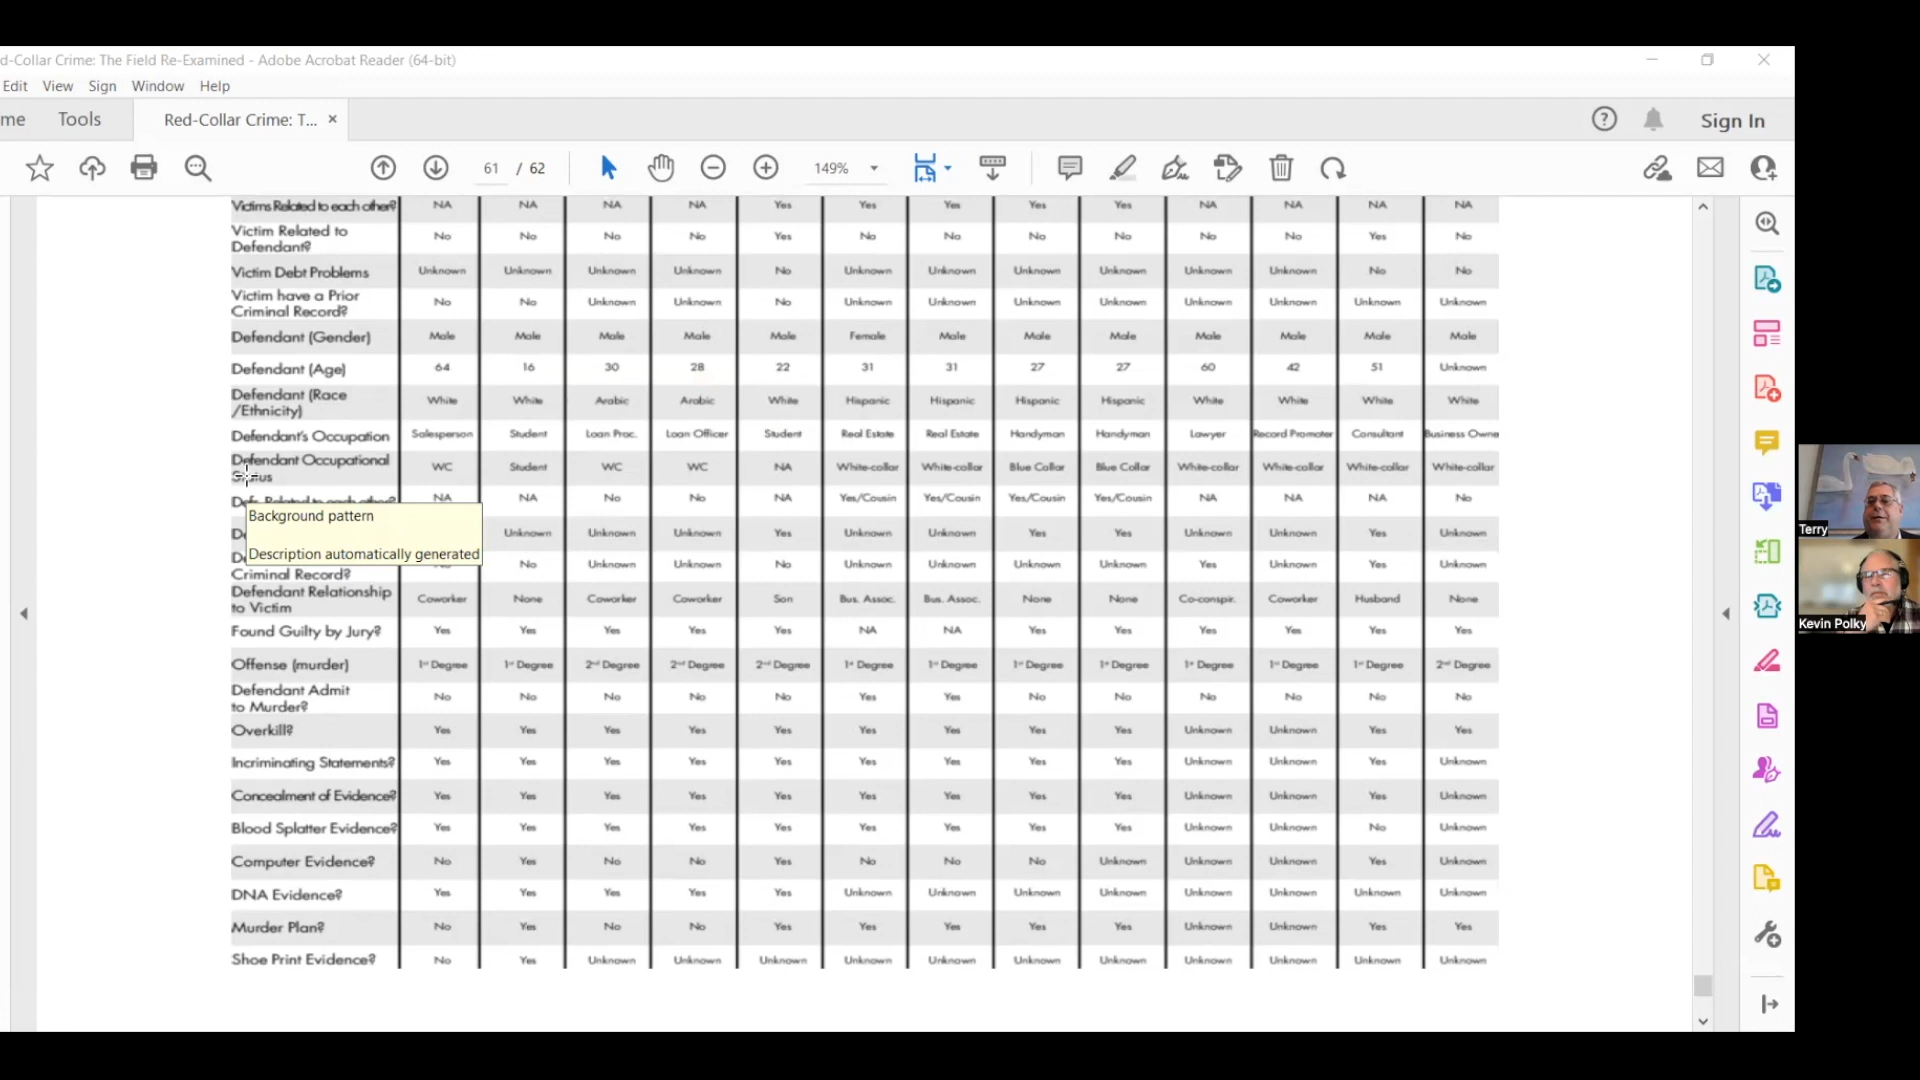 d-Collar Crime: The Field Re-Examined - Adobe Acrobat Reader (64-bit)
Edit View Sign Window Help
me Tools Red-Collar Crime: T... × Sign In
61 / 62 149%
Victims Related to each other? NA NA NA NA Yes Yes Yes Yes Yes NA NA NA NA
Victim Related to
Defendant? No No No No Yes No No No No No No Yes No
Victim Debt Problems Unknown Unknown Unknown Unknown No Unknown Unknown Unknown Unknown Unknown Unknown No No
Victim have a Prior
Criminal Record? No No Unknown Unknown No Unknown Unknown Unknown Unknown Unknown Unknown Unknown Unknown
Defendant (Gender) Male Male Male Male Male Female Male Male Male Male Male Male Male
Defendant (Age) 64 16 30 28 22 31 31 27 27 60 42 51 Unknown
Defendant (Race
/Ethnicity) White White Arabic Arabic White Hispanic Hispanic Hispanic Hispanic White White White White
Defendant's Occupation Salesperson Student Loan Proc. Loan Officer Student Real Estate Real Estate Handyman Handyman Lawyer Record Promoter Consultant Business Owne
Defendant Occupational
Status WC Student WC WC NA White-collar White-collar Blue Collar Blue Collar White-collar White-collar White-collar White-collar
Defs. Related to each other? NA NA No No NA Yes/Cousin Yes/Cousin Yes/Cousin Yes/Cousin NA NA NA No
Background pattern
De Unknown Unknown Unknown Yes Unknown Unknown Yes Yes Unknown Unknown Yes Unknown
Description automatically generated
De
Criminal Record? No Unknown Unknown No Unknown Unknown Unknown Unknown Yes Unknown Yes Unknown
Defendant Relationship
to Victim Coworker None Coworker Coworker Son Bus. Assoc. Bus. Assoc. None None Co-conspir. Coworker Husband None
Found Guilty by Jury? Yes Yes Yes Yes Yes NA NA Yes Yes Yes Yes Yes Yes
Offense (murder) 1st Degree 1st Degree 2nd Degree 2nd Degree 2nd Degree 1st Degree 1st Degree 1st Degree 1st Degree 1st Degree 1st Degree 1st Degree 2nd Degree
Defendant Admit
to Murder? No No No No No Yes Yes No No No No No No
Overkill? Yes Yes Yes Yes Yes Yes Yes Yes Yes Unknown Unknown Yes Yes
Incriminating Statements? Yes Yes Yes Yes Yes Yes Yes Yes Yes Unknown Unknown Yes Unknown
Concealment of Evidence? Yes Yes Yes Yes Yes Yes Yes Yes Yes Unknown Unknown Yes Unknown
Blood Splatter Evidence? Yes Yes Yes Yes Yes Yes Yes Yes Yes Unknown Unknown No Unknown
Computer Evidence? No Yes No No Yes No No No Unknown Unknown Unknown Yes Unknown
DNA Evidence? Yes Yes Yes Yes Yes Unknown Unknown Unknown Unknown Unknown Unknown Unknown Unknown
Murder Plan? No Yes No No Yes Yes Yes Yes Yes Unknown Unknown Yes Yes
Shoe Print Evidence? No Yes Unknown Unknown Unknown Unknown Unknown Unknown Unknown Unknown Unknown Unknown Unknown
Terry
Kevin Polky